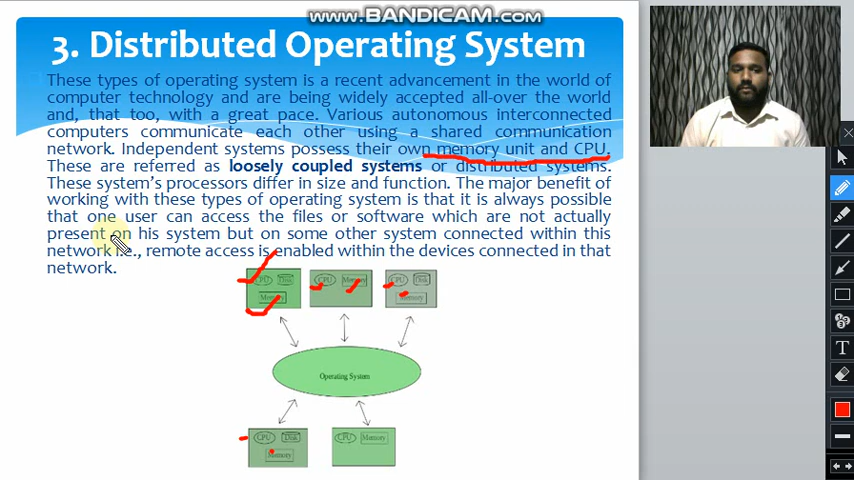 www.BANDICAM.com
3. Distributed Operating System
These types of operating system is a recent advancement in the world of
computer technology and are being widely accepted all-over the world
and, that too, with a great pace. Various autonomous interconnected
computers communicate each other using a shared communication
network. Independent systems possess their own memory unit and CPU.
These are referred as loosely coupled systems or distributed systems.
These system's processors differ in size and function. The major benefit of
working with these types of operating system is that it is always possible
that one user can access the files or software which are not actually
present on his system but on some other system connected within this
network i.e., remote access is enabled within the devices connected in that
network.
CPU Disk
Memory
CPU Memory
CPU Disk
Memory
Operating System
CPU Disk
Memory
CPU Memory
T